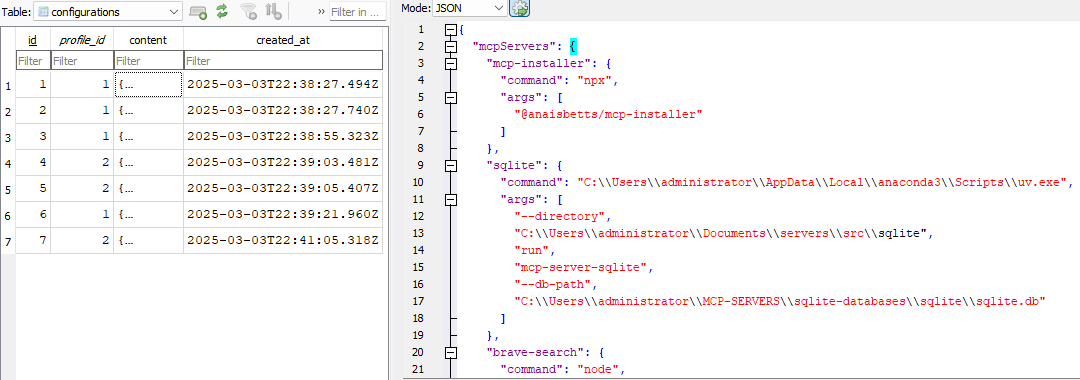 Table: configurations » Filter in ...
id profile_id content created_at
Filter Filter Filter Filter
1 1 1 {… 2025-03-03T22:38:27.494Z
2 2 1 {… 2025-03-03T22:38:27.740Z
3 3 1 {… 2025-03-03T22:38:55.323Z
4 4 2 {… 2025-03-03T22:39:03.481Z
5 5 2 {… 2025-03-03T22:39:05.407Z
6 6 1 {… 2025-03-03T22:39:21.960Z
7 7 2 {… 2025-03-03T22:41:05.318Z
Mode: JSON
1 {
2 "mcpServers": {
3 "mcp-installer": {
4 "command": "npx",
5 "args": [
6 "@anaisbetts/mcp-installer"
7 ]
8 },
9 "sqlite": {
10 "command": "C:\\Users\\administrator\\AppData\\Local\\anaconda3\\Scripts\\uv.exe",
11 "args": [
12 "--directory",
13 "C:\\Users\\administrator\\Documents\\servers\\src\\sqlite",
14 "run",
15 "mcp-server-sqlite",
16 "--db-path",
17 "C:\\Users\\administrator\\MCP-SERVERS\\sqlite-databases\\sqlite\\sqlite.db"
18 ]
19 },
20 "brave-search": {
21 "command": "node",